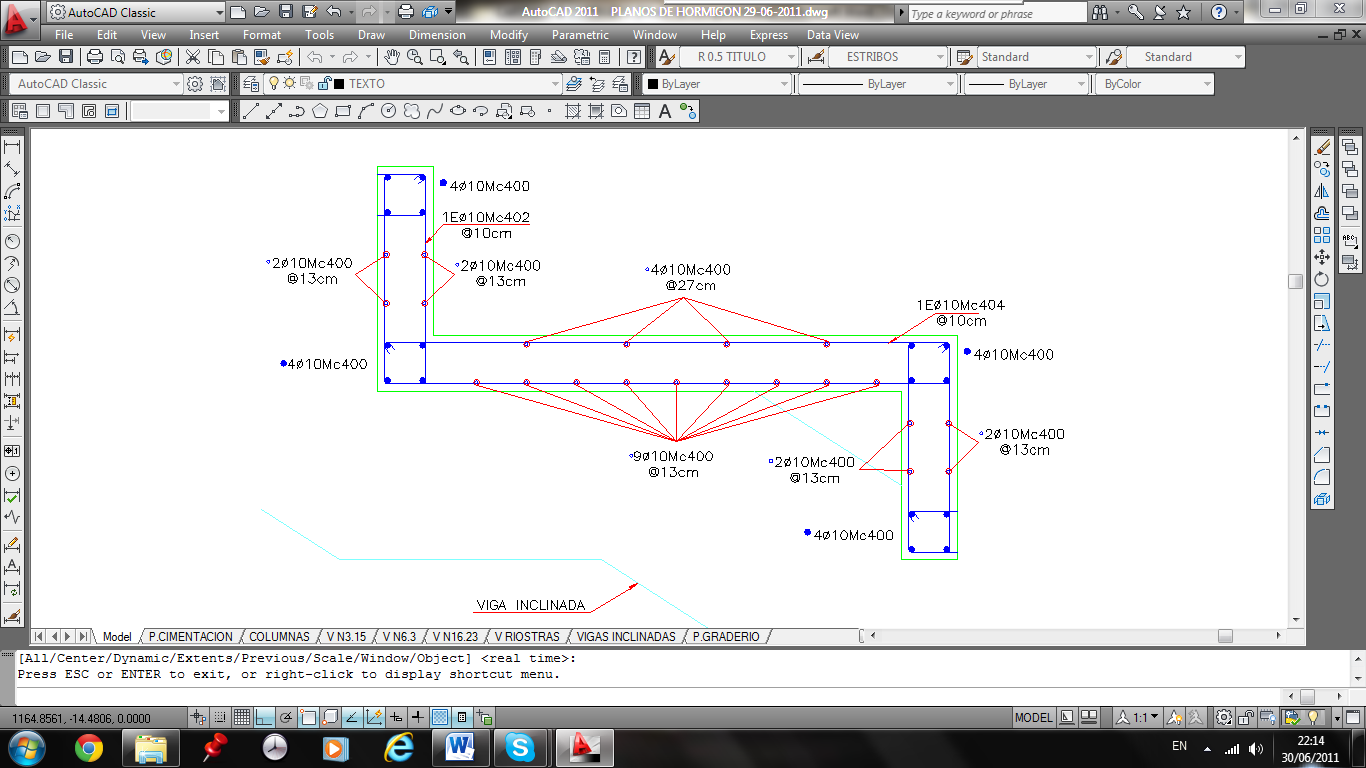 AutoCAD Classic
AutoCAD 2011 PLANOS DE HORMIGON 29-06-2011.dwg
Type a keyword or phrase
File Edit View Insert Format Tools Draw Dimension Modify Parametric Window Help Express Data View
R 0.5 TITULO ESTRIBOS Standard Standard
AutoCAD Classic TEXTO ByLayer ByLayer ByLayer ByColor
4ø10Mc400
1Eø10Mc402
@10cm
2ø10Mc400
@13cm
2ø10Mc400
@13cm
4ø10Mc400
@27cm
1Eø10Mc404
@10cm
4ø10Mc400
4ø10Mc400
2ø10Mc400
@13cm
9ø10Mc400
@13cm
2ø10Mc400
@13cm
4ø10Mc400
VIGA INCLINADA
Model P.CIMENTACION COLUMNAS V N3.15 V N6.3 V N16.23 V RIOSTRAS VIGAS INCLINADAS P.GRADERIO
[All/Center/Dynamic/Extents/Previous/Scale/Window/Object] <real time>:
Press ESC or ENTER to exit, or right-click to display shortcut menu.
1164.8561, -14.4806, 0.0000 MODEL 1:1
EN 22:14
30/06/2011